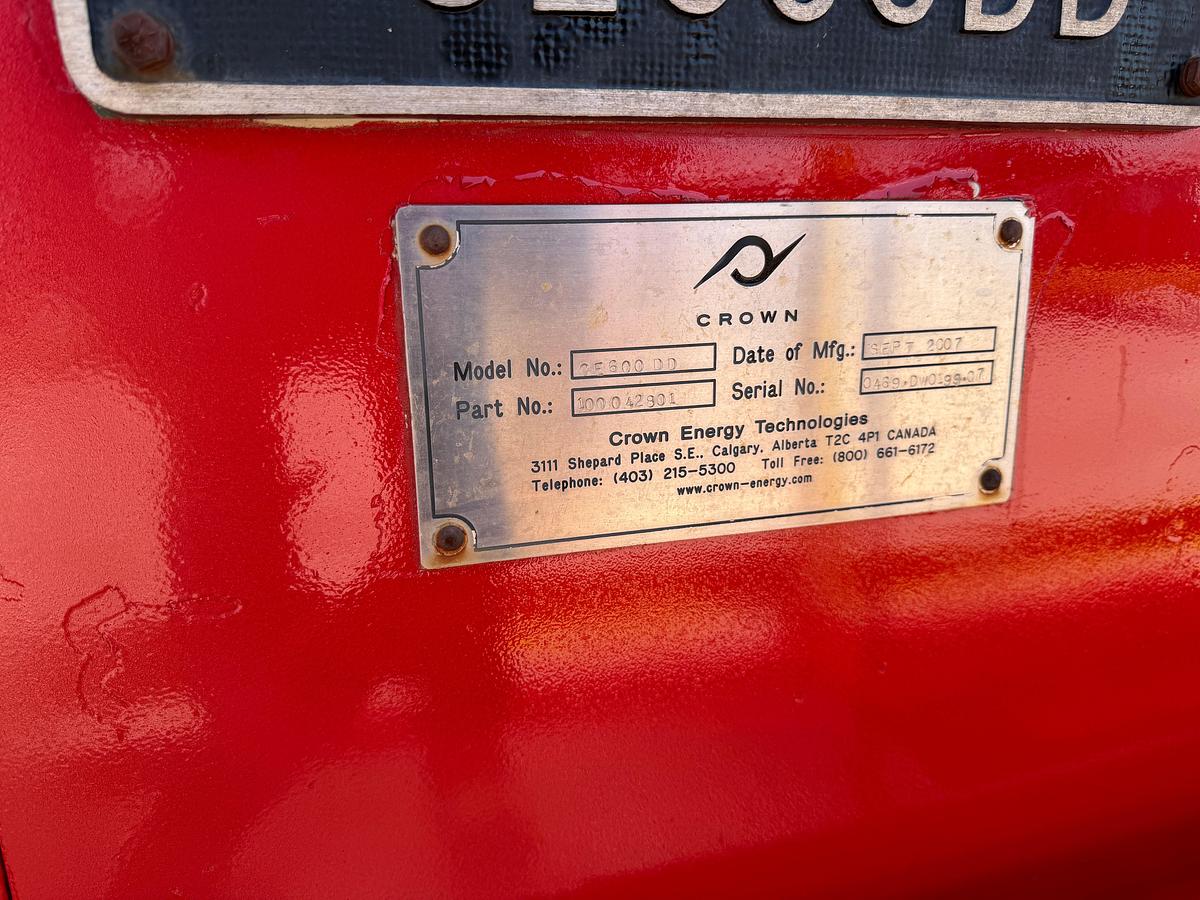 CROWN
Model No.: CE600 DD Date of Mfg.: SEPT 2007
Part No.: 100042801 Serial No.: 0469.DW0199.07
Crown Energy Technologies
3111 Shepard Place S.E., Calgary, Alberta T2C 4P1 CANADA
Telephone: (403) 215-5300 Toll Free: (800) 661-6172
www.crown-energy.com